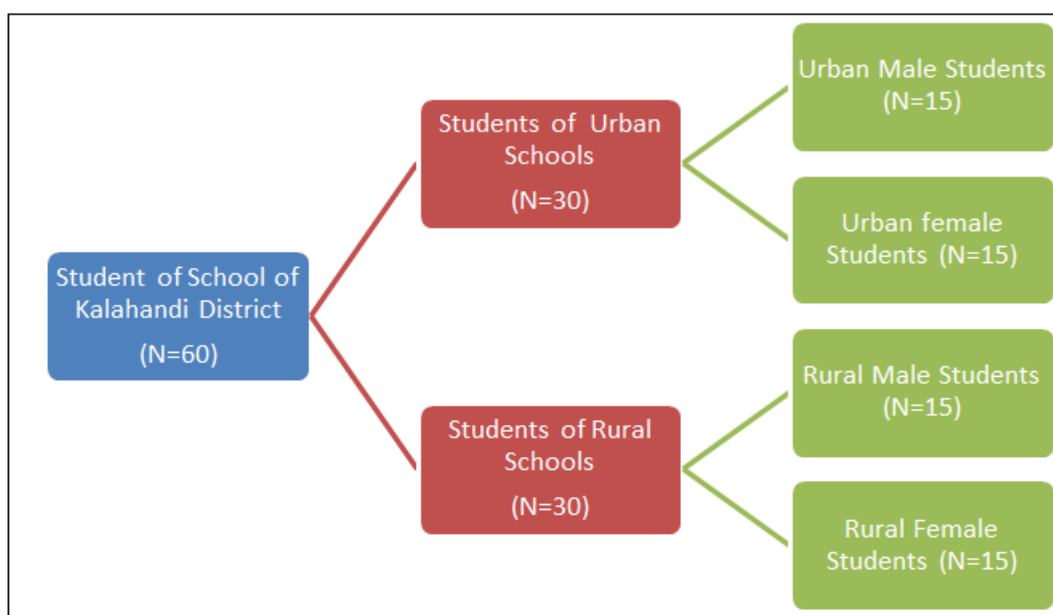 Student of School of
Kalahandi District
(N=60)
Students of Urban
Schools
(N=30)
Students of Rural
Schools
(N=30)
Urban Male Students
(N=15)
Urban female
Students (N=15)
Rural Male Students
(N=15)
Rural Female
Students (N=15)